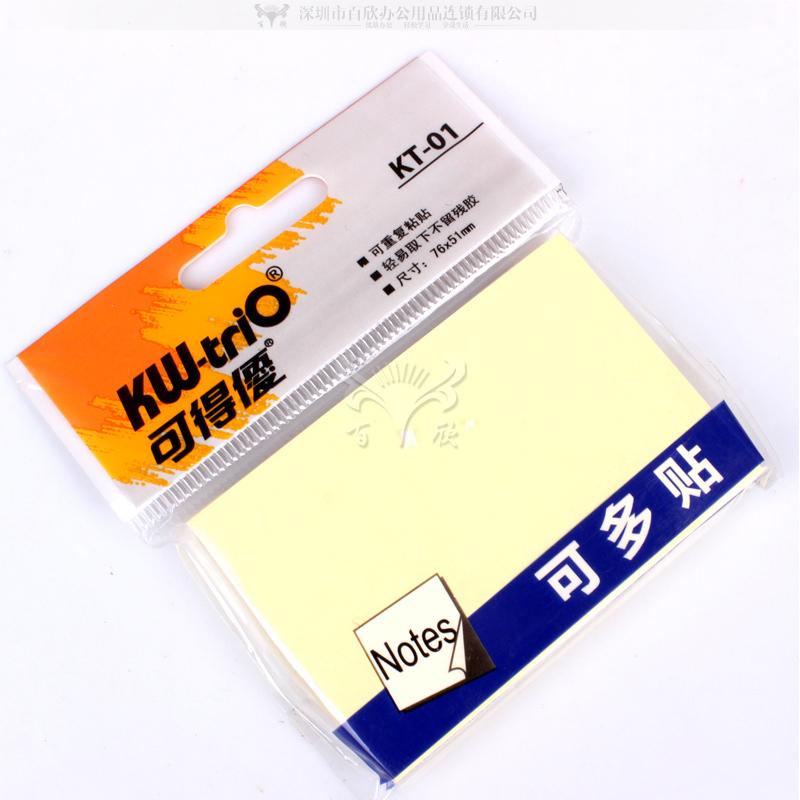 深圳市百欣办公用品连锁有限公司
KT-01
■ 可重复粘贴
■ 轻易取下不留残胶
■ 尺寸：76x51mm
KW-triO®
可得優®
百欣
可多贴
Notes